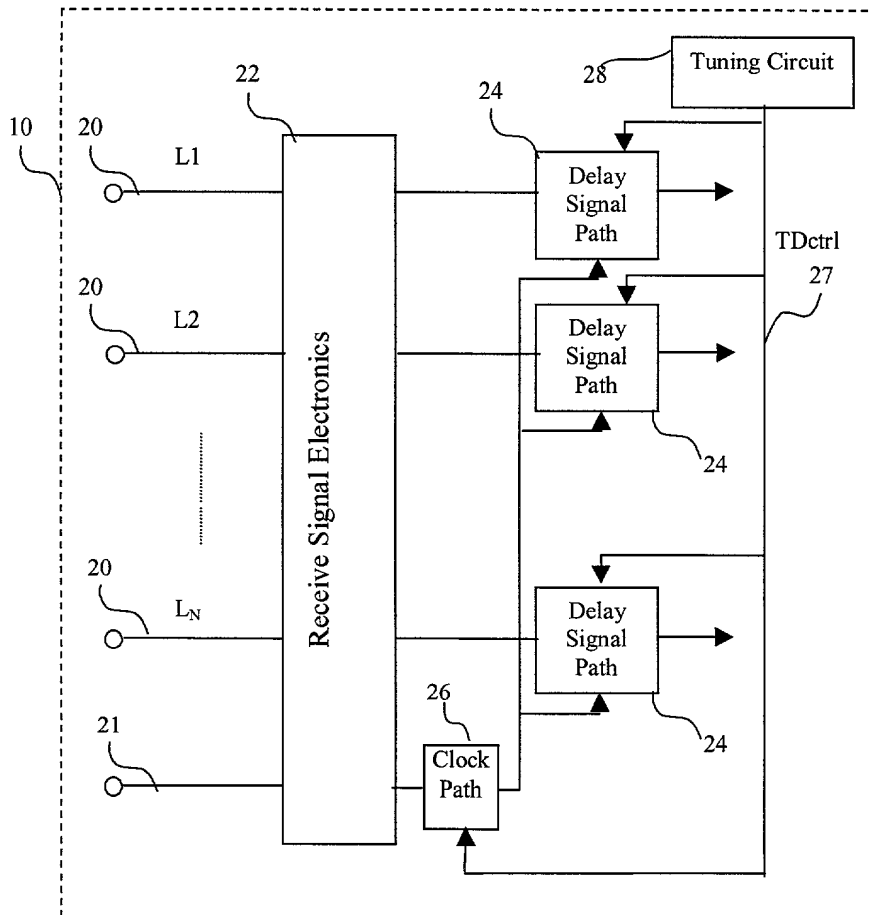 28
Tuning Circuit
22
24
10
20
L1
Delay
Signal
Path
TDctrl
27
20
L2
Delay
Signal
Path
24
Receive Signal Electronics
20
LN
Delay
Signal
Path
24
26
21
Clock
Path